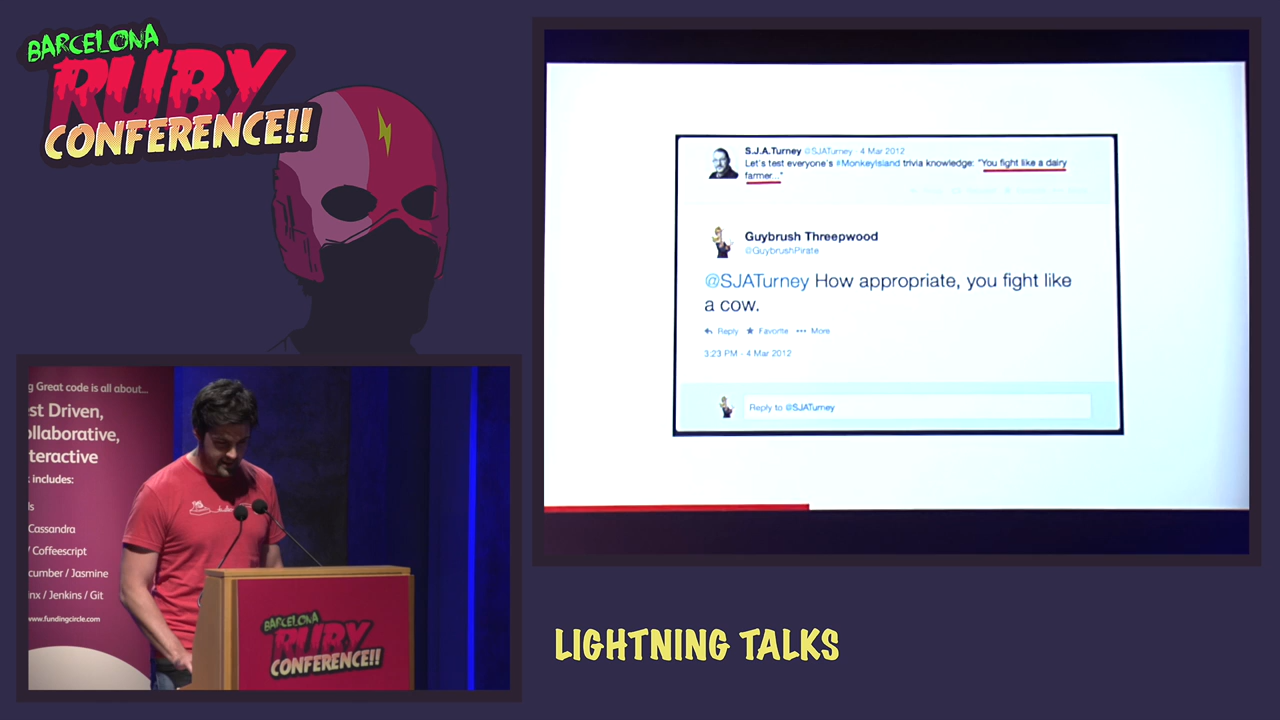 BARCELONA
RUBY
CONFERENCE!!
S.J.A.Turney @SJATurney · 4 Mar 2012
Let's test everyone's #MonkeyIsland trivia knowledge: "You fight like a dairy
farmer..."
Guybrush Threepwood
@GuybrushPirate
@SJATurney How appropriate, you fight like
a cow.
Reply Favorite More
3:23 PM - 4 Mar 2012
Reply to @SJATurney
g Great code is all about...
st Driven,
ollaborative,
teractive
includes:
Cassandra
/ Coffeescript
cumber / Jasmine
inx / Jenkins / Git
www.fundingcircle.com
BARCELONA
RUBY
CONFERENCE!!
LIGHTNING TALKS